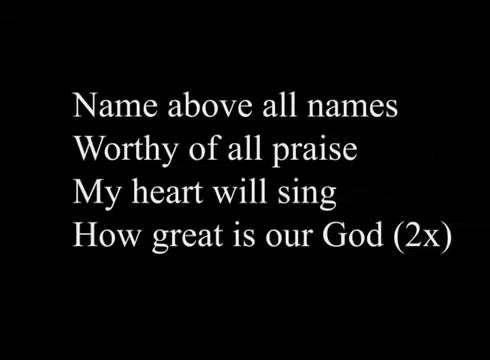 Name above all names
Worthy of all praise
My heart will sing
How great is our God (2x)